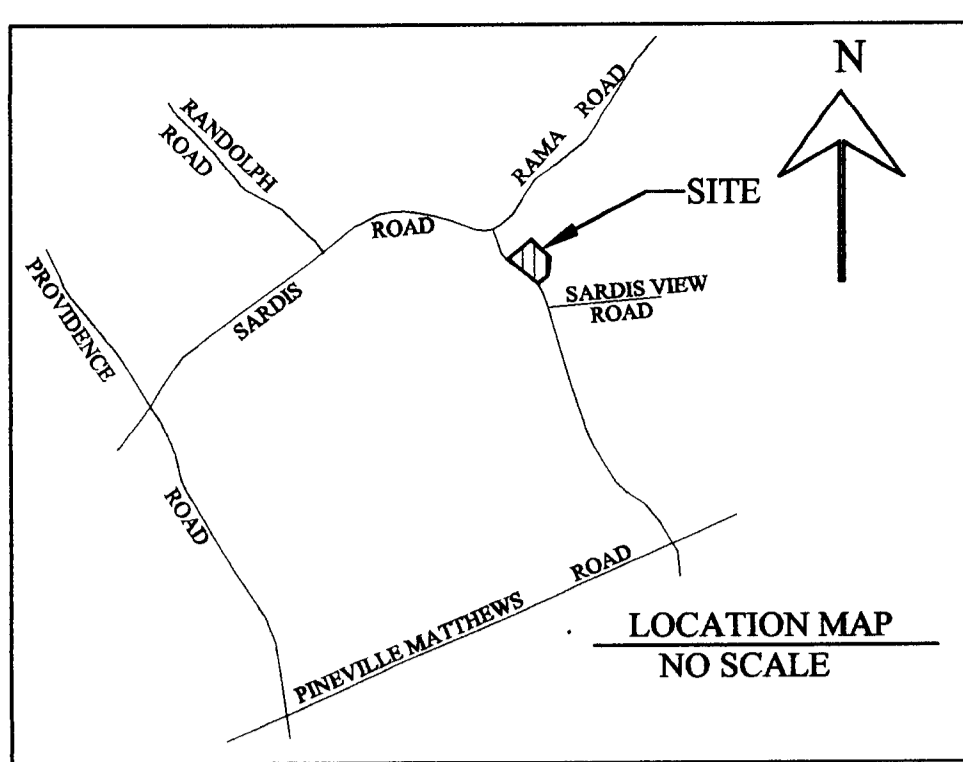 N
RANDOLPH
ROAD
RAMA ROAD
SITE
ROAD
SARDIS
PROVIDENCE
SARDIS VIEW
ROAD
ROAD
PINEVILLE MATTHEWS ROAD
LOCATION MAP
NO SCALE